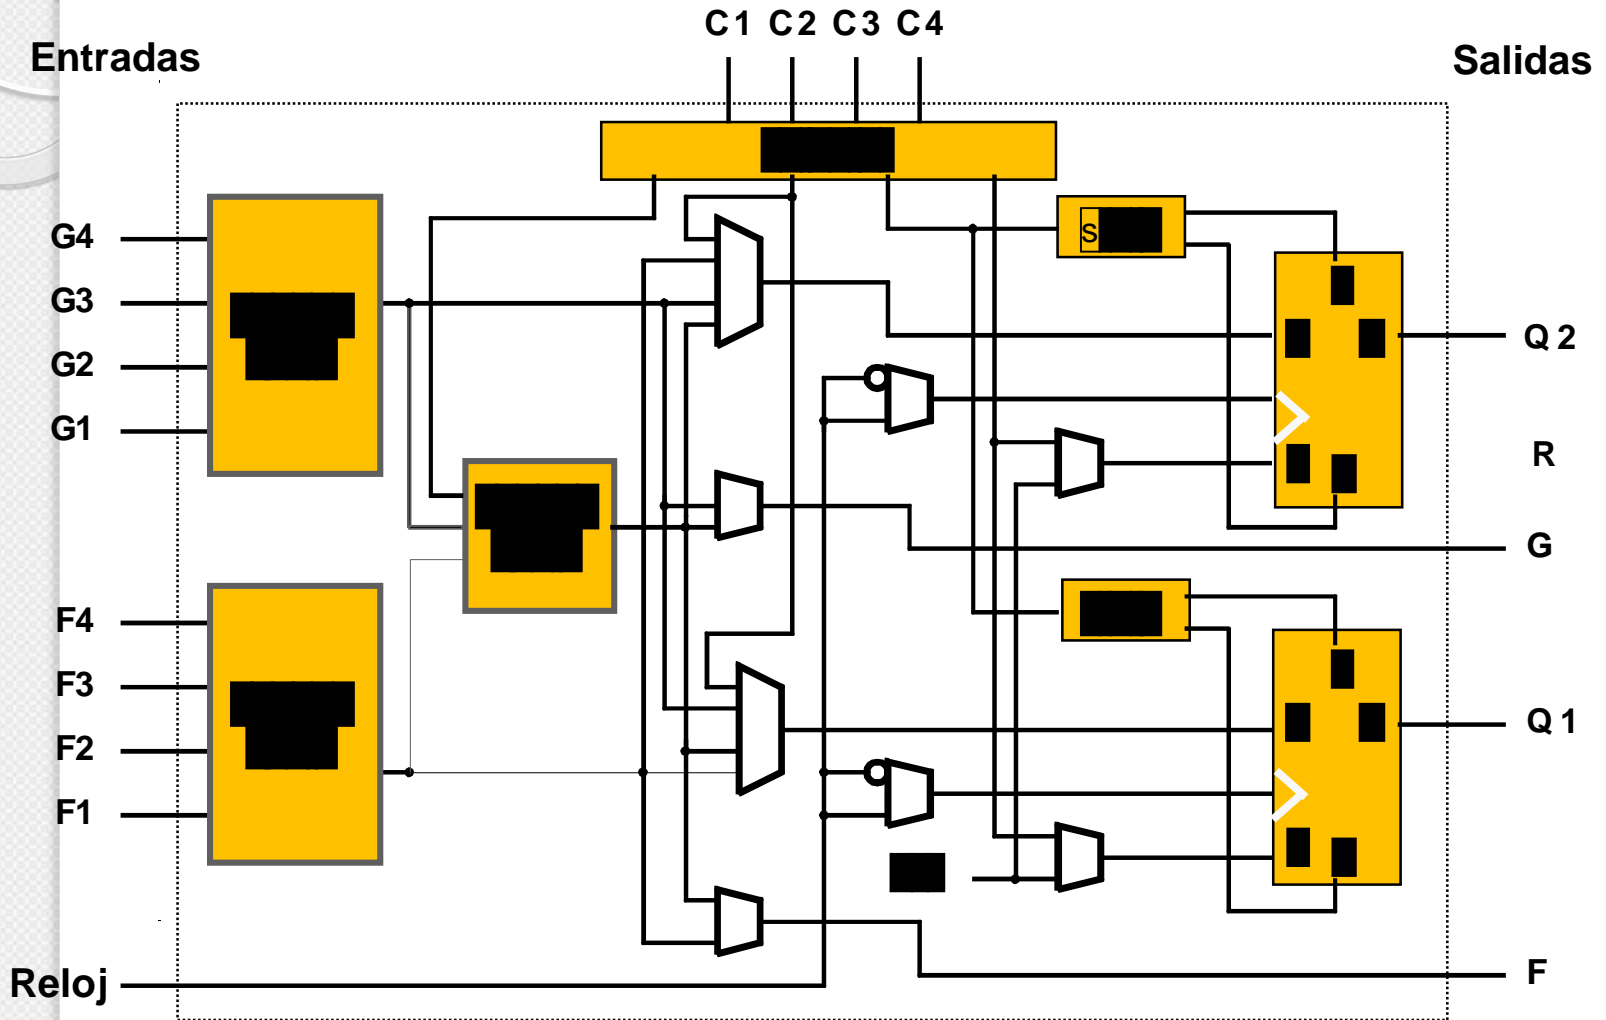 C1 C2 C3 C4
Entradas
Salidas
S
G4
G3
G2
G1
Q2
R
G
F4
F3
F2
F1
Q1
Reloj
F